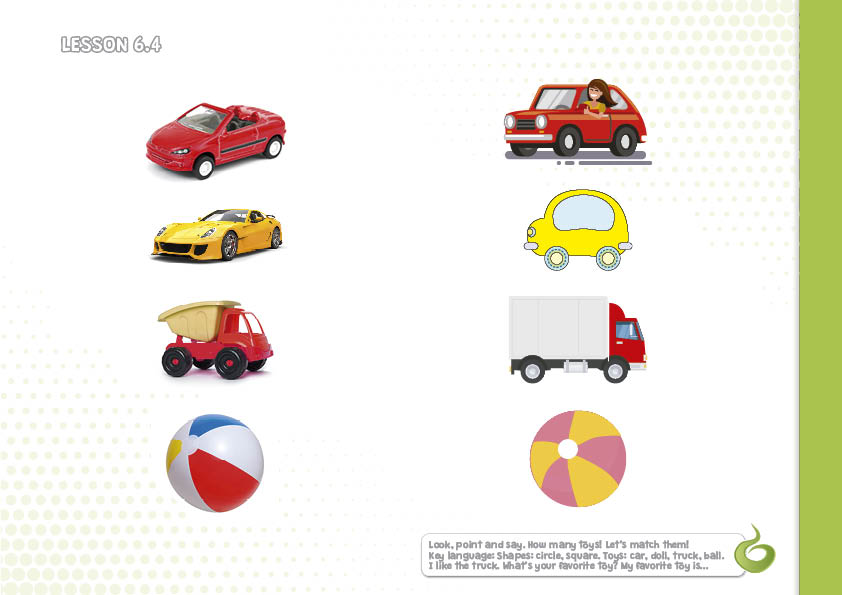 LESSON 6.4
Look, point and say. How many toys! Let's match them!
Key language: Shapes: circle, square. Toys: car, doll, truck, ball.
I like the truck. What's your favorite toy? My favorite toy is...